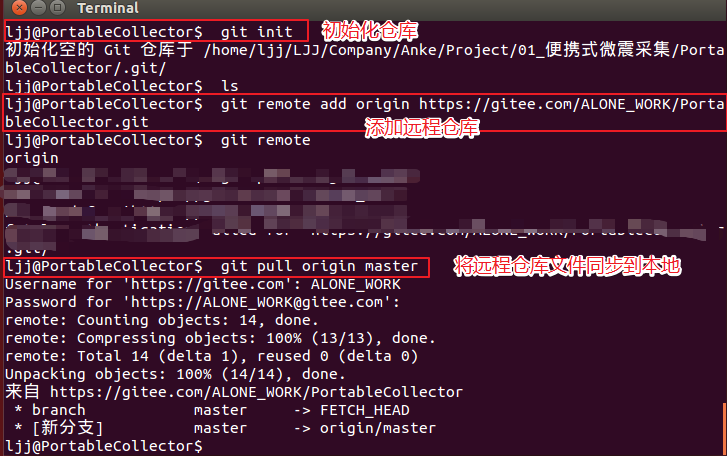 Terminal
ljj@PortableCollector$ git init 初始化仓库
初始化空的 Git 仓库于 /home/ljj/LJJ/Company/Anke/Project/01_便携式微震采集/Porta
bleCollector/.git/
ljj@PortableCollector$ ls
ljj@PortableCollector$ git remote add origin https://gitee.com/ALONE_WORK/Porta
bleCollector.git
添加远程仓库
ljj@PortableCollector$ git remote
origin
.git/
ljj@PortableCollector$ git pull origin master 将远程仓库文件同步到本地
Username for 'https://gitee.com': ALONE_WORK
Password for 'https://ALONE_WORK@gitee.com':
remote: Counting objects: 14, done.
remote: Compressing objects: 100% (13/13), done.
remote: Total 14 (delta 1), reused 0 (delta 0)
Unpacking objects: 100% (14/14), done.
来自 https://gitee.com/ALONE_WORK/PortableCollector
* branch master -> FETCH_HEAD
* [新分支] master -> origin/master
ljj@PortableCollector$